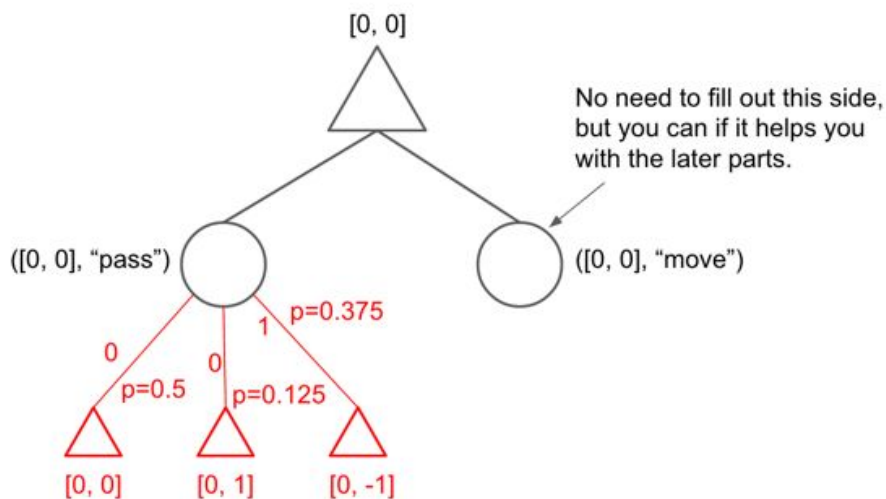 [0, 0]
No need to fill out this side,
but you can if it helps you
with the later parts.
([0, 0], “pass”)
([0, 0], “move”)
0
p=0.5
0
p=0.125
1
p=0.375
[0, 0]
[0, 1]
[0, -1]